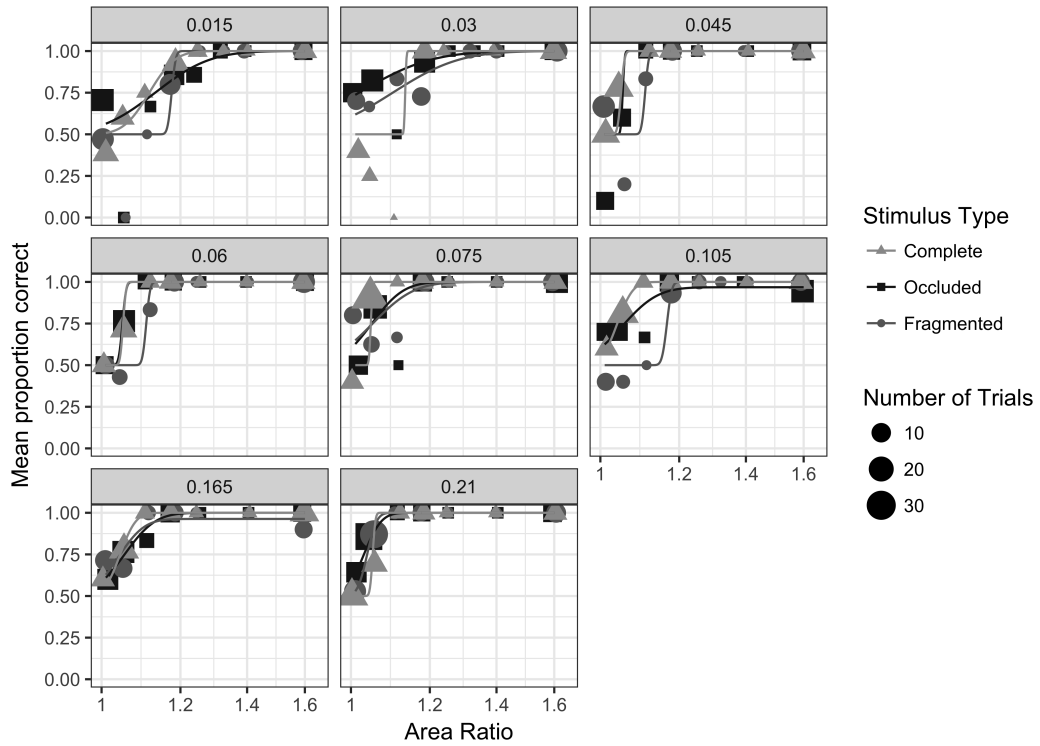 0.015 0.03 0.045
1.00
0.75
0.50
0.25
0.00
0.06 0.075 0.105
1.00
0.75
0.50
0.25
0.00
1 1.2 1.4 1.6
0.165 0.21
1.00
0.75
0.50
0.25
0.00
1 1.2 1.4 1.6 1 1.2 1.4 1.6
Mean proportion correct
Area Ratio
Stimulus Type
Complete
Occluded
Fragmented
Number of Trials
10
20
30